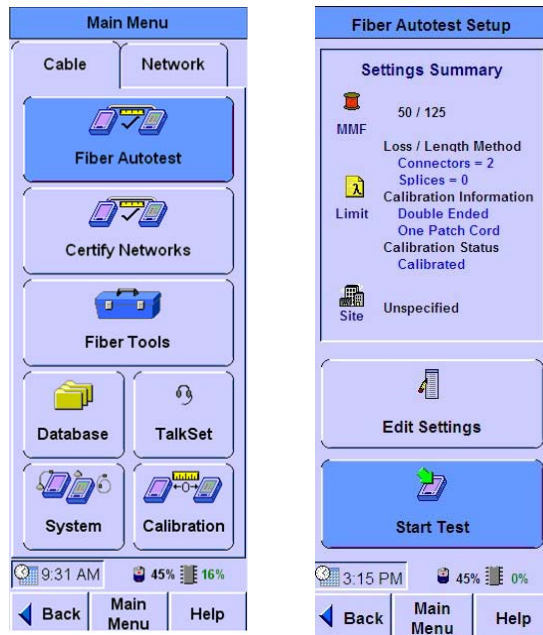 Main Menu
Cable
Network
Fiber Autotest
Certify Networks
Fiber Tools
Database
TalkSet
System
Calibration
9:31 AM
45%
16%
Back
Main
Menu
Help
Fiber Autotest Setup
Settings Summary
MMF
50 / 125
Loss / Length Method
Connectors = 2
Splices = 0
λ
Limit
Calibration Information
Double Ended
One Patch Cord
Calibration Status
Calibrated
Site
Unspecified
Edit Settings
Start Test
3:15 PM
45%
0%
Back
Main
Menu
Help